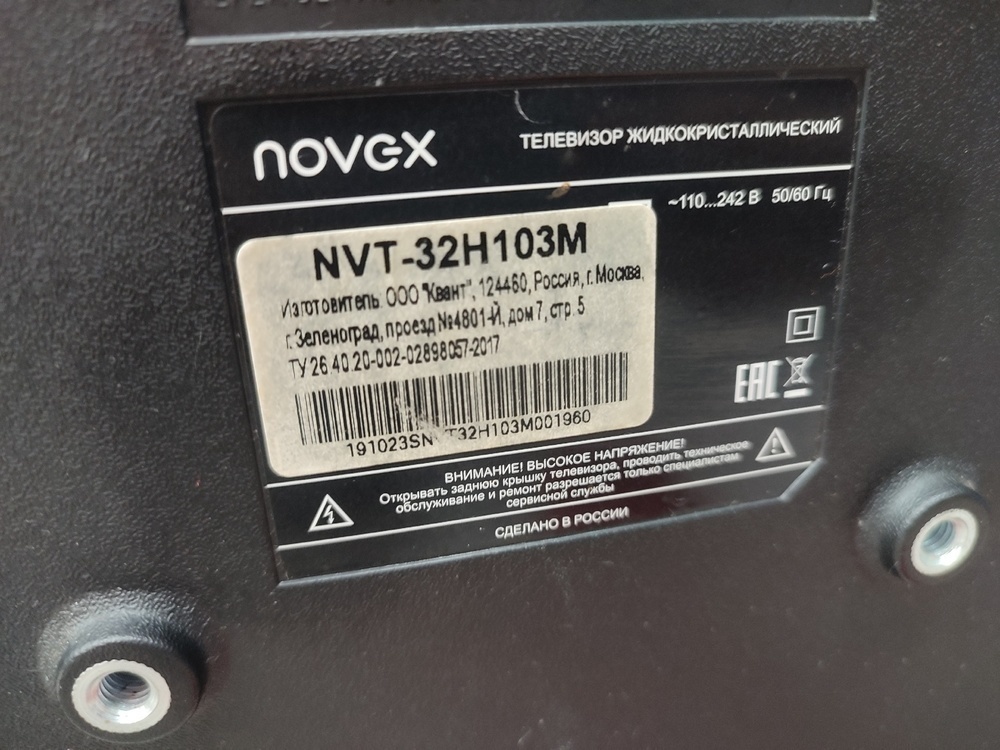 novex
ТЕЛЕВИЗОР ЖИДКОКРИСТАЛЛИЧЕСКИЙ
~110...242 В 50/60 Гц
NVT-32H103M
Изготовитель ООО "Квант", 124460, Россия, г. Москва,
г. Зеленоград, проезд №4801-Й, дом 7, стр. 5
ТУ 26.40.20-002-02898057-2017
191023SNVT32H103M001960
EAC
ВНИМАНИЕ! ВЫСОКОЕ НАПРЯЖЕНИЕ!
Открывать заднюю крышку телевизора, проводить техническое
обслуживание и ремонт разрешается только специалистам
сервисной службы
СДЕЛАНО В РОССИИ